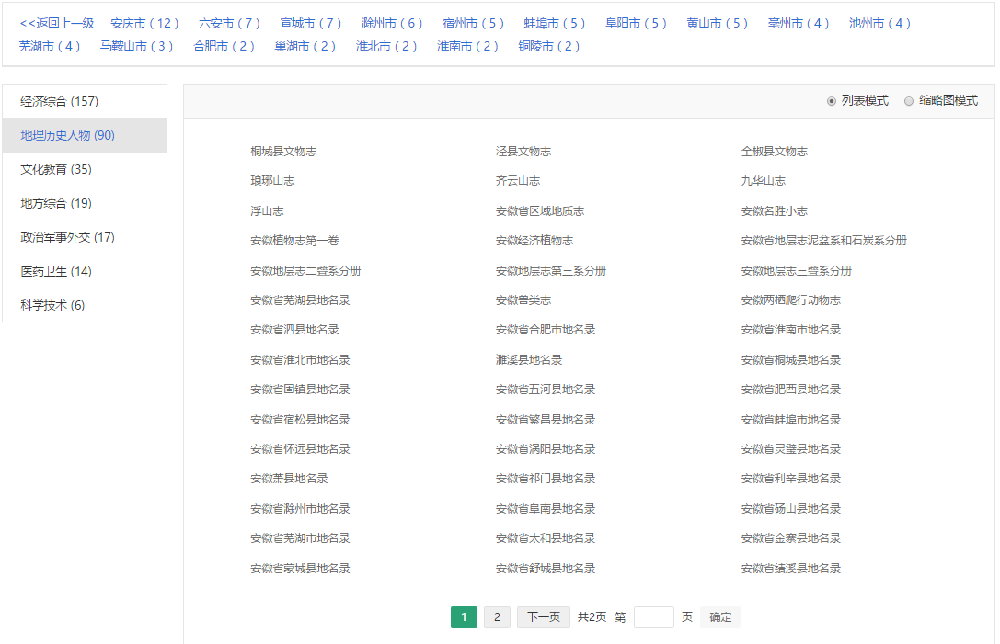 <<返回上一级 安庆市 ( 12 ) 六安市 ( 7 ) 宣城市 ( 7 ) 滁州市 ( 6 ) 宿州市 ( 5 ) 蚌埠市 ( 5 ) 阜阳市 ( 5 ) 黄山市 ( 5 ) 亳州市 ( 4 ) 池州市 ( 4 )
芜湖市 ( 4 ) 马鞍山市 ( 3 ) 合肥市 ( 2 ) 巢湖市 ( 2 ) 淮北市 ( 2 ) 淮南市 ( 2 ) 铜陵市 ( 2 )
经济综合 (157)
地理历史人物 (90)
文化教育 (35)
地方综合 (19)
政治军事外交 (17)
医药卫生 (14)
科学技术 (6)
列表模式 缩略图模式
桐城县文物志 泾县文物志 全椒县文物志
琅琊山志 齐云山志 九华山志
浮山志 安徽省区域地质志 安徽名胜小志
安徽植物志第一卷 安徽经济植物志 安徽省地层志泥盆系和石炭系分册
安徽地层志二叠系分册 安徽地层志第三系分册 安徽地层志三叠系分册
安徽省芜湖县地名录 安徽兽类志 安徽两栖爬行动物志
安徽省泗县地名录 安徽省合肥市地名录 安徽省淮南市地名录
安徽省淮北市地名录 濉溪县地名录 安徽省桐城县地名录
安徽省固镇县地名录 安徽省五河县地名录 安徽省肥西县地名录
安徽省宿松县地名录 安徽省繁昌县地名录 安徽省蚌埠市地名录
安徽省怀远县地名录 安徽省涡阳县地名录 安徽省灵璧县地名录
安徽萧县地名录 安徽省祁门县地名录 安徽省利辛县地名录
安徽省滁州市地名录 安徽省阜南县地名录 安徽省砀山县地名录
安徽省芜湖市地名录 安徽省太和县地名录 安徽省金寨县地名录
安徽省蒙城县地名录 安徽省舒城县地名录 安徽省绩溪县地名录
1 2 下一页 共2页 第 页 确定